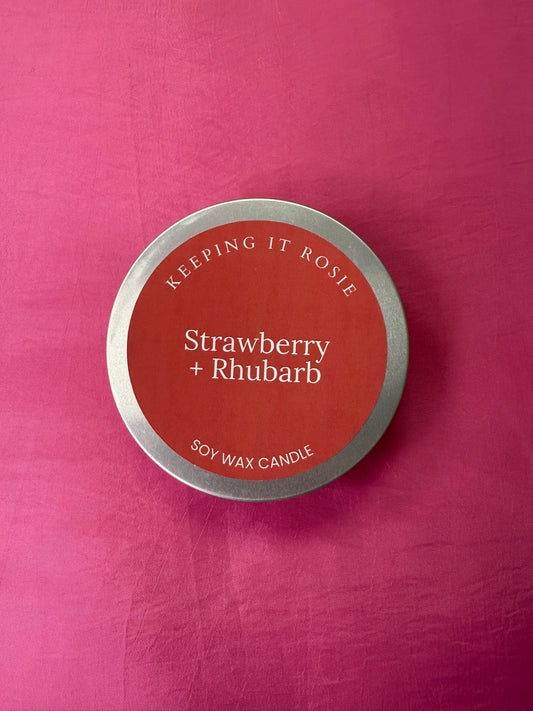 KEEPING IT ROSIE
Strawberry
+ Rhubarb
SOY WAX CANDLE